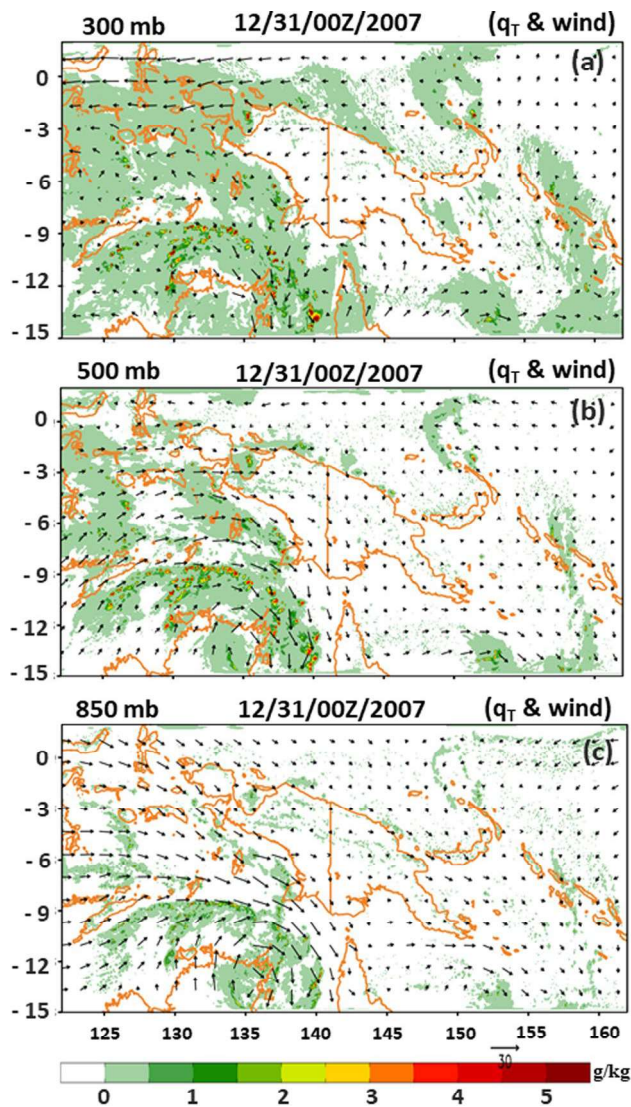 300 mb 12/31/00Z/2007 (qT & wind)
(a)
0
-3
-6
-9
-12
-15
500 mb 12/31/00Z/2007 (qT & wind)
(b)
0
-3
-6
-9
-12
-15
850 mb 12/31/00Z/2007 (qT & wind)
(c)
0
3
-6
-9
-12
-15
125 130 135 140 145 150 155 160
30
g/kg
0 1 2 3 4 5